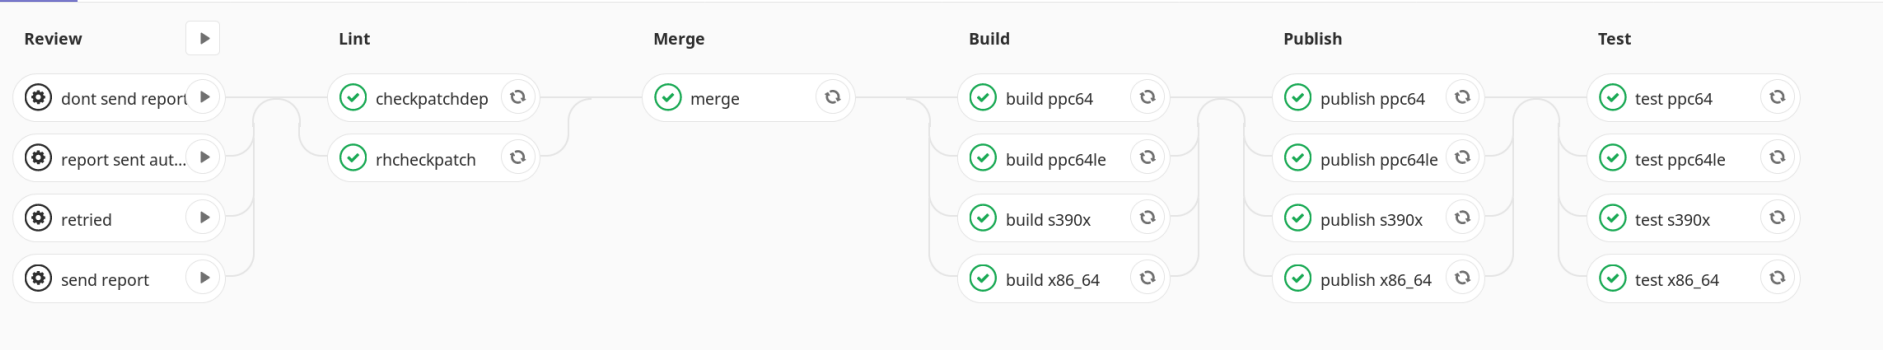 Review
dont send report
report sent aut...
retried
send report
Lint
checkpatchdep
rhcheckpatch
Merge
merge
Build
build ppc64
build ppc64le
build s390x
build x86_64
Publish
publish ppc64
publish ppc64le
publish s390x
publish x86_64
Test
test ppc64
test ppc64le
test s390x
test x86_64